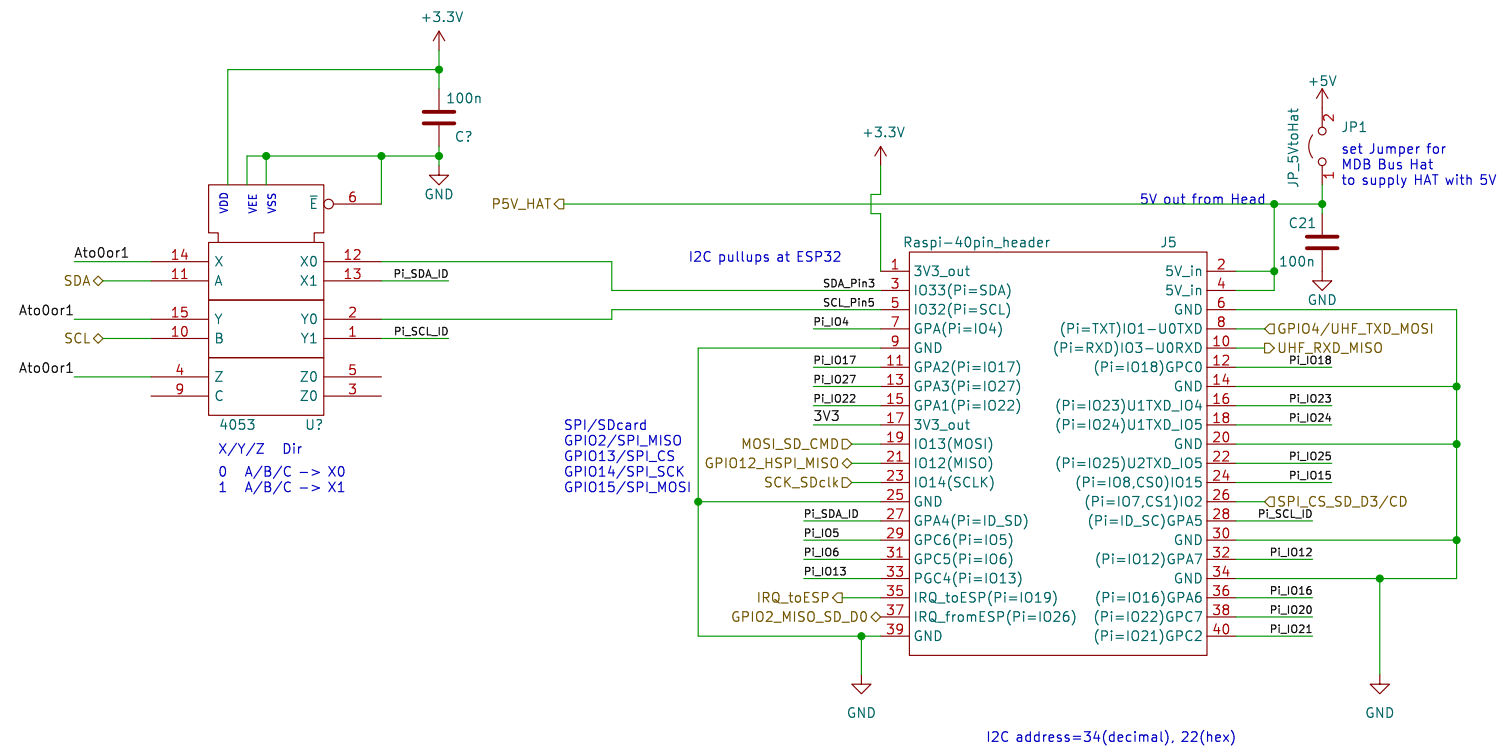 +3.3V
100n
C?
GND
VDD
VEE
VSS
E
6
Ato0or1
14
X
X0
12
SDA
11
A
X1
13
Pi_SDA_ID
Ato0or1
15
Y
Y0
2
SCL
10
B
Y1
1
Pi_SCL_ID
Ato0or1
4
Z
Z0
5
9
C
Z0
3
4053
U?
X/Y/Z Dir
0 A/B/C -> X0
1 A/B/C -> X1
+3.3V
P5V_HAT
5V out from Head
+5V
JP_5VtoHat
2
JP1
1
set Jumper for
MDB Bus Hat
to supply HAT with 5V
C21
100n
GND
I2C pullups at ESP32
Raspi-40pin_header
J5
1
3V3_out
5V_in
2
SDA_Pin3
3
IO33(Pi=SDA)
5V_in
4
SCL_Pin5
5
IO32(Pi=SCL)
GND
6
Pi_IO4
7
GPA(Pi=IO4)
(Pi=TXT)IO1-U0TXD
8
GPIO4/UHF_TXD_MOSI
9
GND
(Pi=RXD)IO3-U0RXD
10
UHF_RXD_MISO
Pi_IO17
11
GPA2(Pi=IO17)
(Pi=IO18)GPC0
12
Pi_IO18
Pi_IO27
13
GPA3(Pi=IO27)
GND
14
Pi_IO22
15
GPA1(Pi=IO22)
(Pi=IO23)U1TXD_IO4
16
Pi_IO23
3V3
17
3V3_out
(Pi=IO24)U1TXD_IO5
18
Pi_IO24
MOSI_SD_CMD
19
IO13(MOSI)
GND
20
GPIO12_HSPI_MISO
21
IO12(MISO)
(Pi=IO25)U2TXD_IO5
22
Pi_IO25
SCK_SDclk
23
IO14(SCLK)
(Pi=IO8,CS0)IO15
24
Pi_IO15
25
GND
(Pi=IO7,CS1)IO2
26
SPI_CS_SD_D3/CD
Pi_SDA_ID
27
GPA4(Pi=ID_SD)
(Pi=ID_SC)GPA5
28
Pi_SCL_ID
Pi_IO5
29
GPC6(Pi=IO5)
GND
30
Pi_IO6
31
GPC5(Pi=IO6)
(Pi=IO12)GPA7
32
Pi_IO12
Pi_IO13
33
PGC4(Pi=IO13)
GND
34
IRQ_toESP
35
IRQ_toESP(Pi=IO19)
(Pi=IO16)GPA6
36
Pi_IO16
GPIO2_MISO_SD_D0
37
IRQ_fromESP(Pi=IO26)
(Pi=IO22)GPC7
38
Pi_IO20
39
GND
(Pi=IO21)GPC2
40
Pi_IO21
SPI/SDcard
GPIO2/SPI_MISO
GPIO13/SPI_CS
GPIO14/SPI_SCK
GPIO15/SPI_MOSI
GND
GND
I2C address=34(decimal), 22(hex)